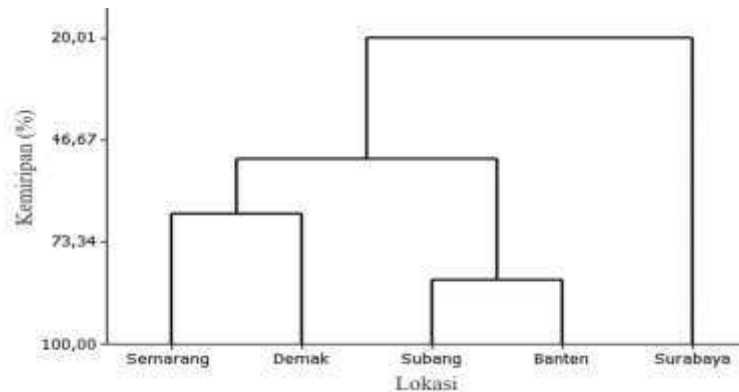 20,01
46,67
73,34
100,00
Kemiripan (%)
Semarang Demak Subang Banten Surabaya
Lokasi